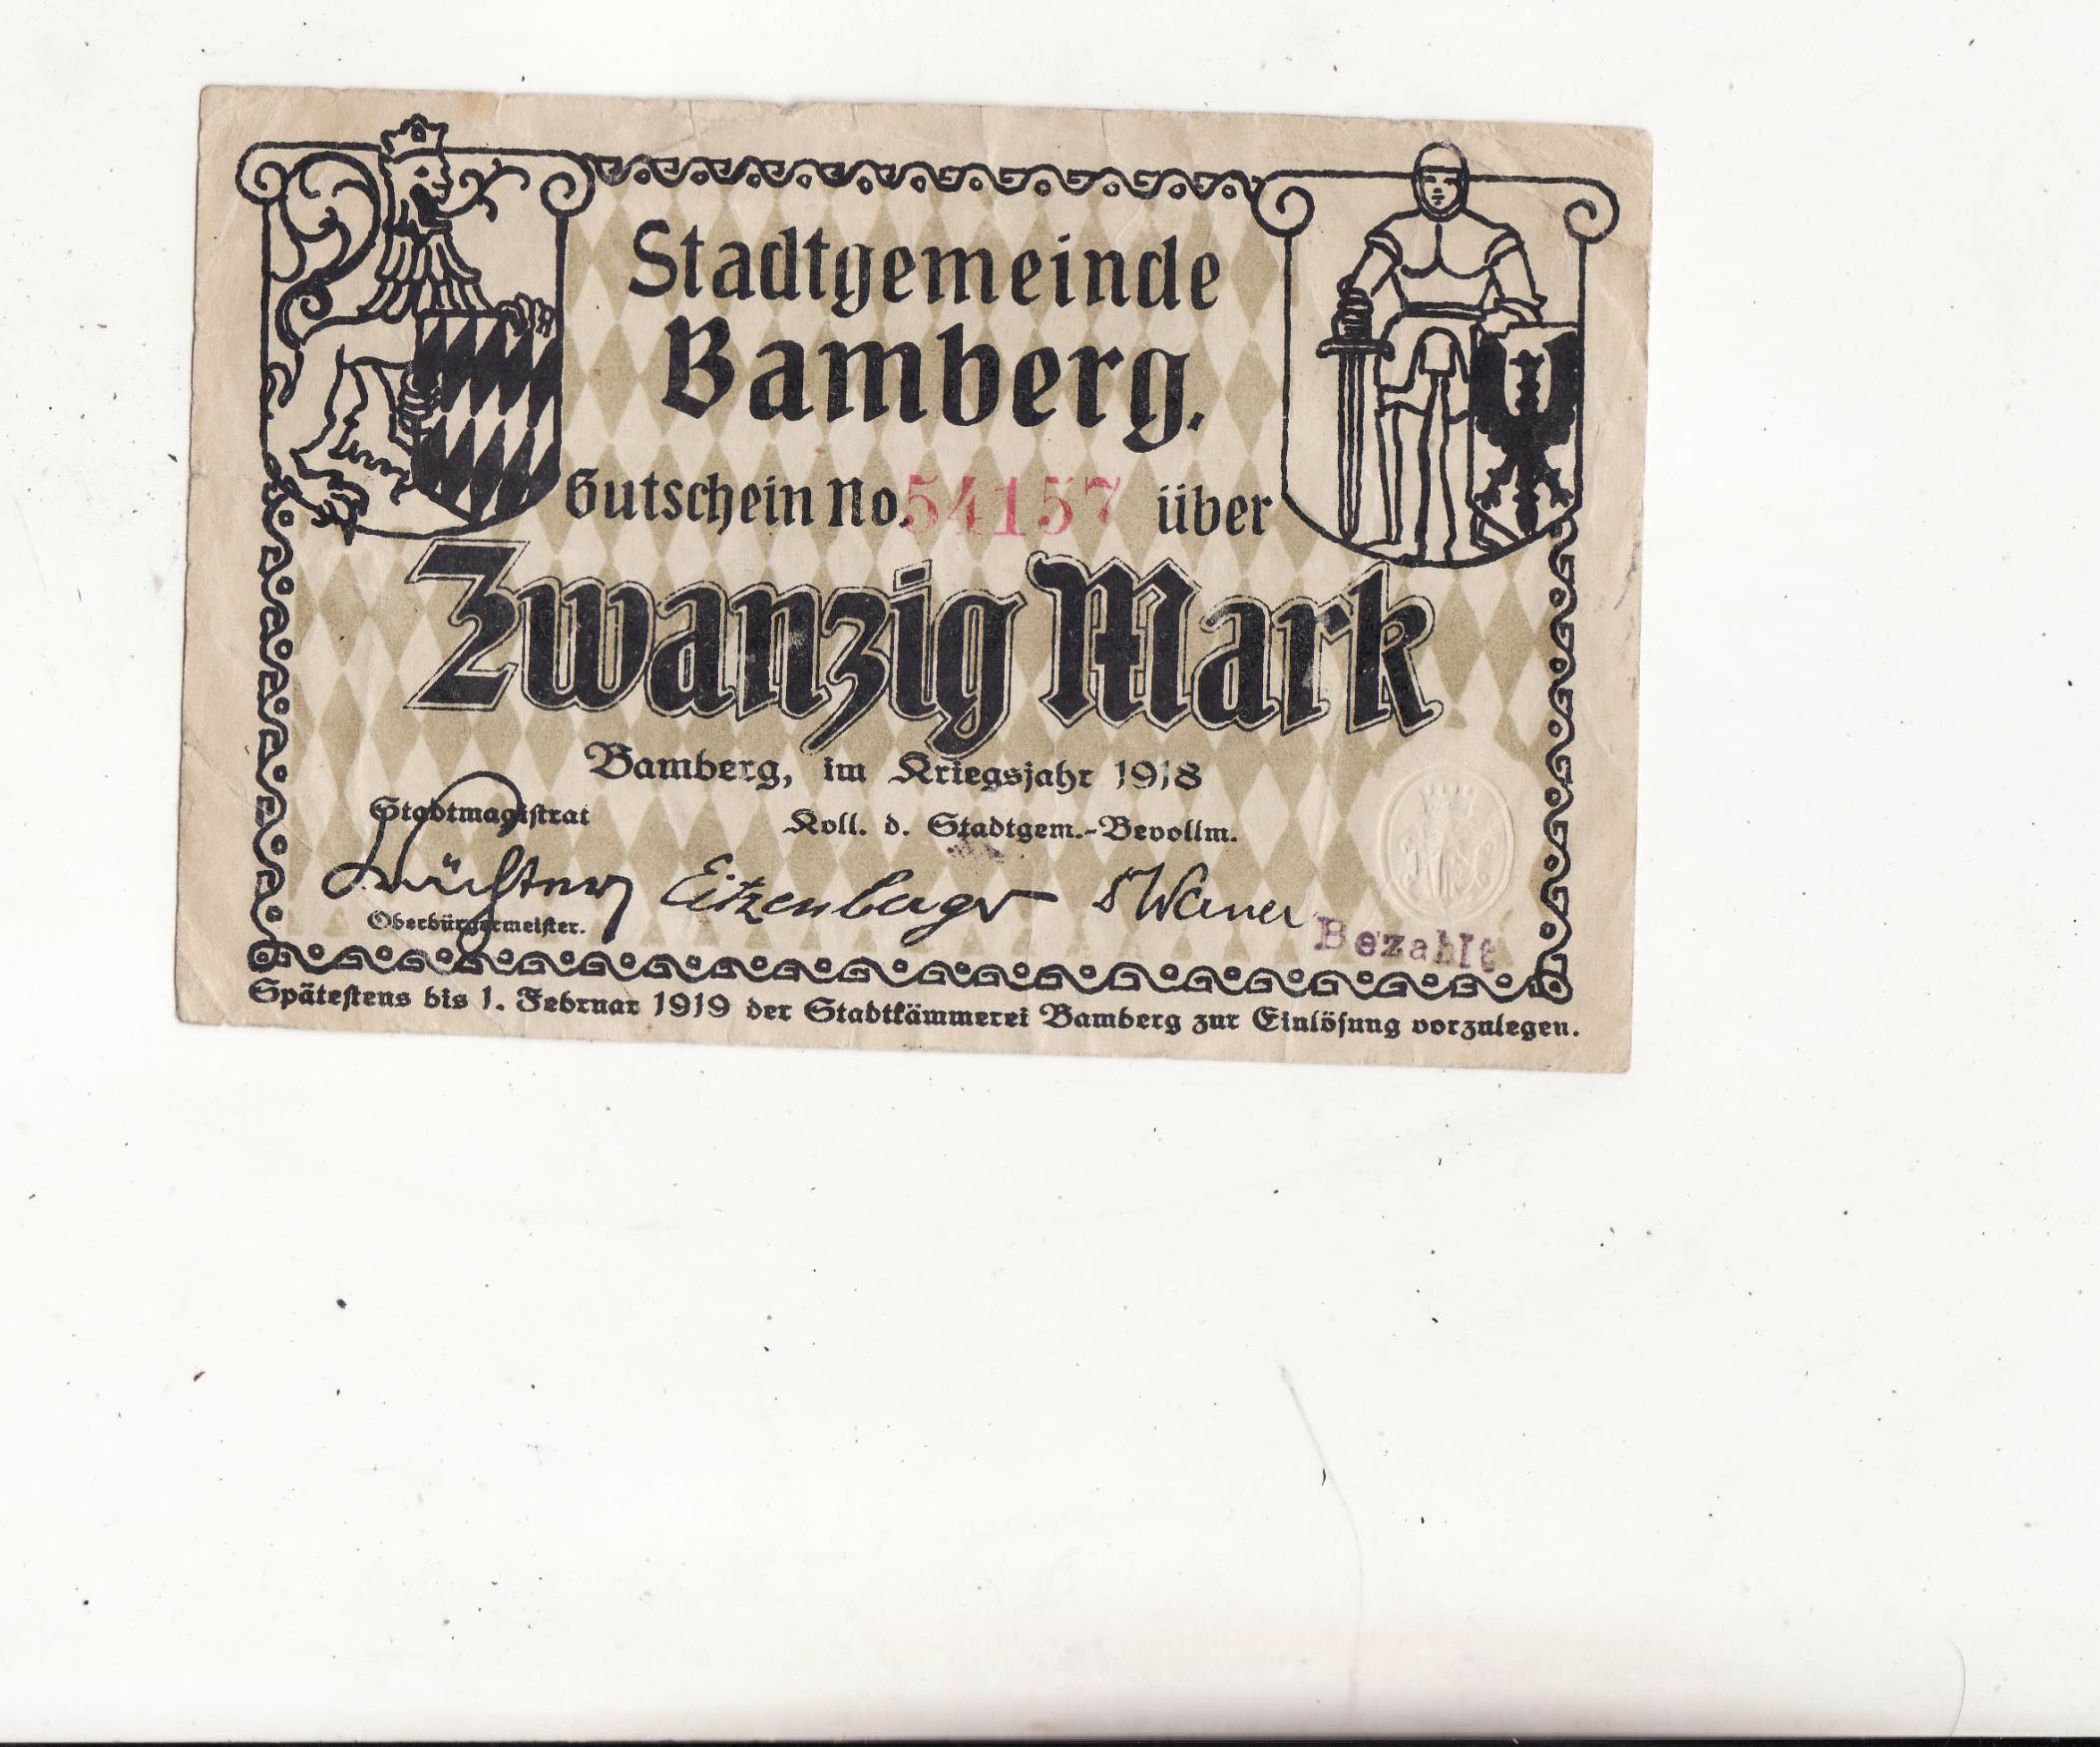 Stadtgemeinde
Bamberg.
Gutschein No. 54157 über
Zwanzig Mark
Bamberg, im Kriegsjahr 1918
Stadtmagistrat
Koll. d. Stadtgem.-Bevollm.
Oberbürgermeister.
Bezahlt
Spätestens bis 1. Februar 1919 der Stadtkämmerei Bamberg zur Einlösung vorzulegen.